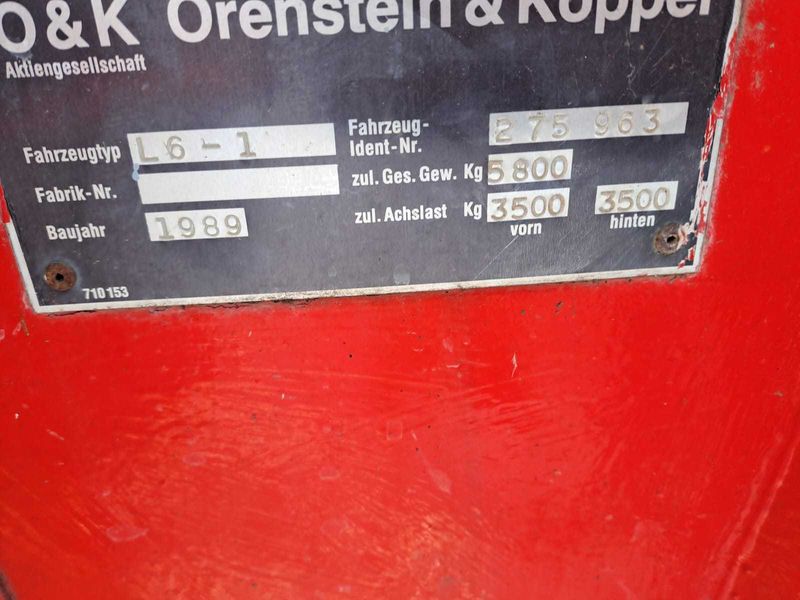 O & K Orenstein & Koppel
Aktiengesellschaft
Fahrzeugtyp L6-1
Fahrzeug-Ident-Nr. 275 963
Fabrik-Nr.
zul. Ges. Gew. Kg 5800
Baujahr 1989
zul. Achslast Kg 3500 3500
vorn hinten
710 153